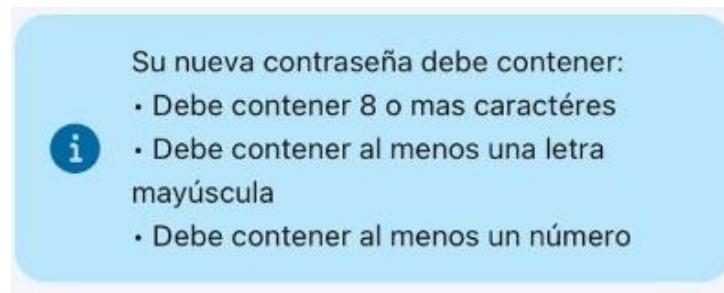 Su nueva contraseña debe contener:
• Debe contener 8 o mas caractéres
• Debe contener al menos una letra
mayúscula
• Debe contener al menos un número